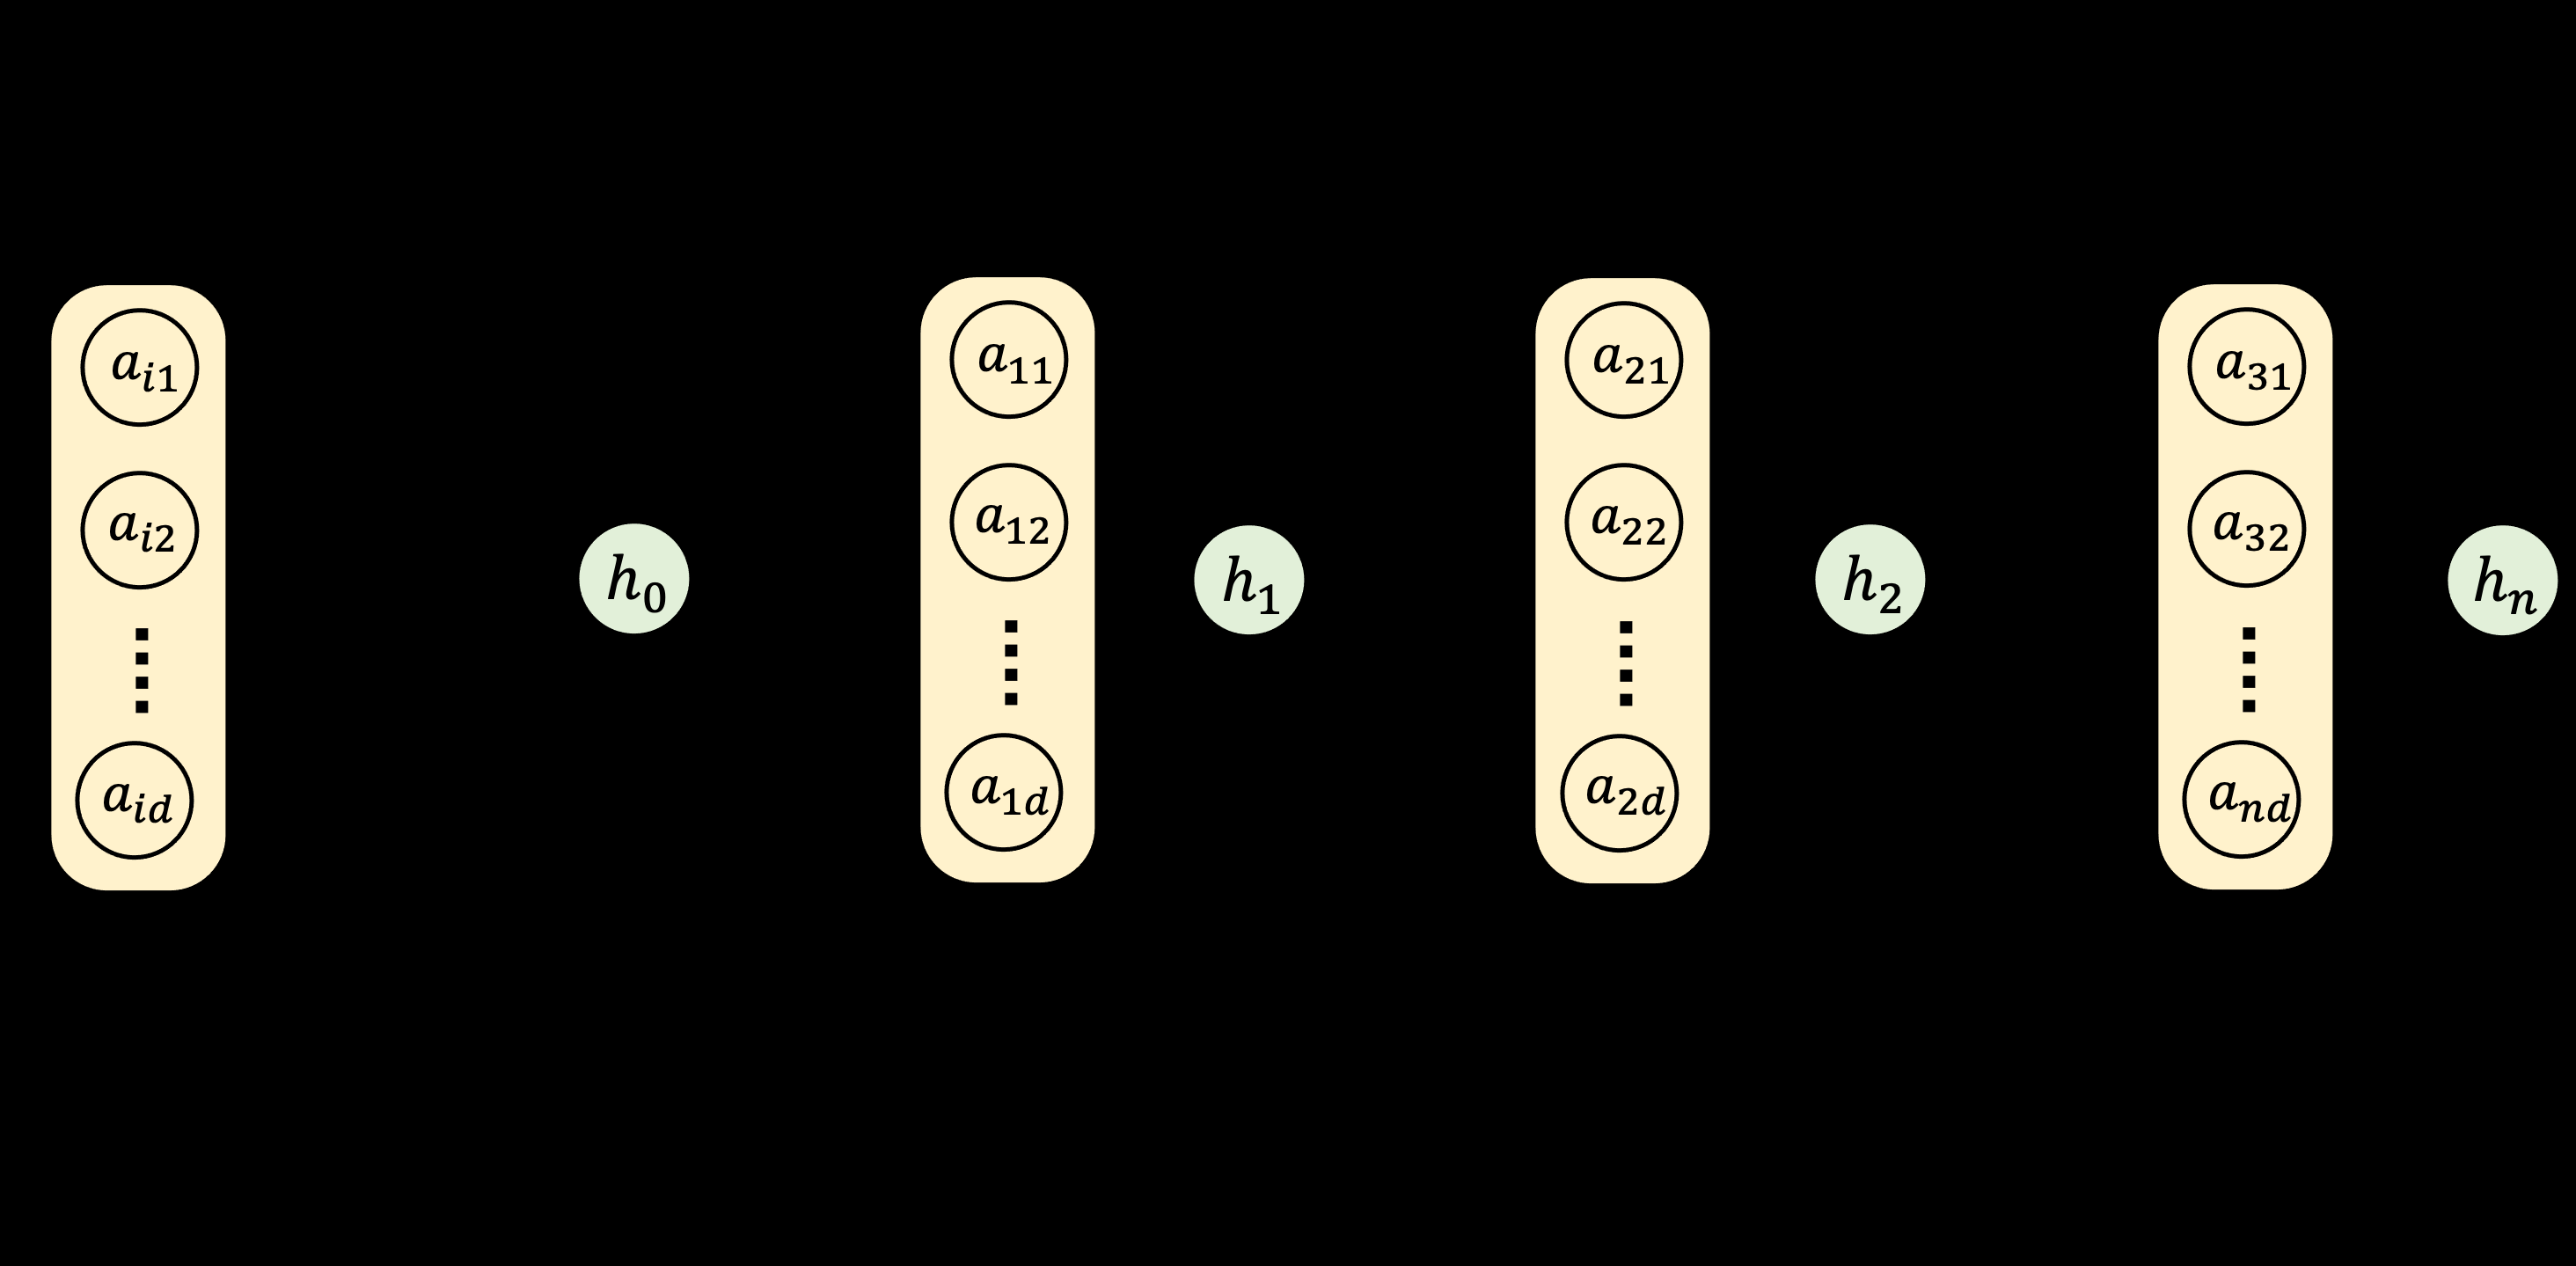 a_{i1}
a_{i2}
a_{id}
h_0
a_{11}
a_{12}
a_{1d}
h_1
a_{21}
a_{22}
a_{2d}
h_2
a_{31}
a_{32}
a_{nd}
h_n